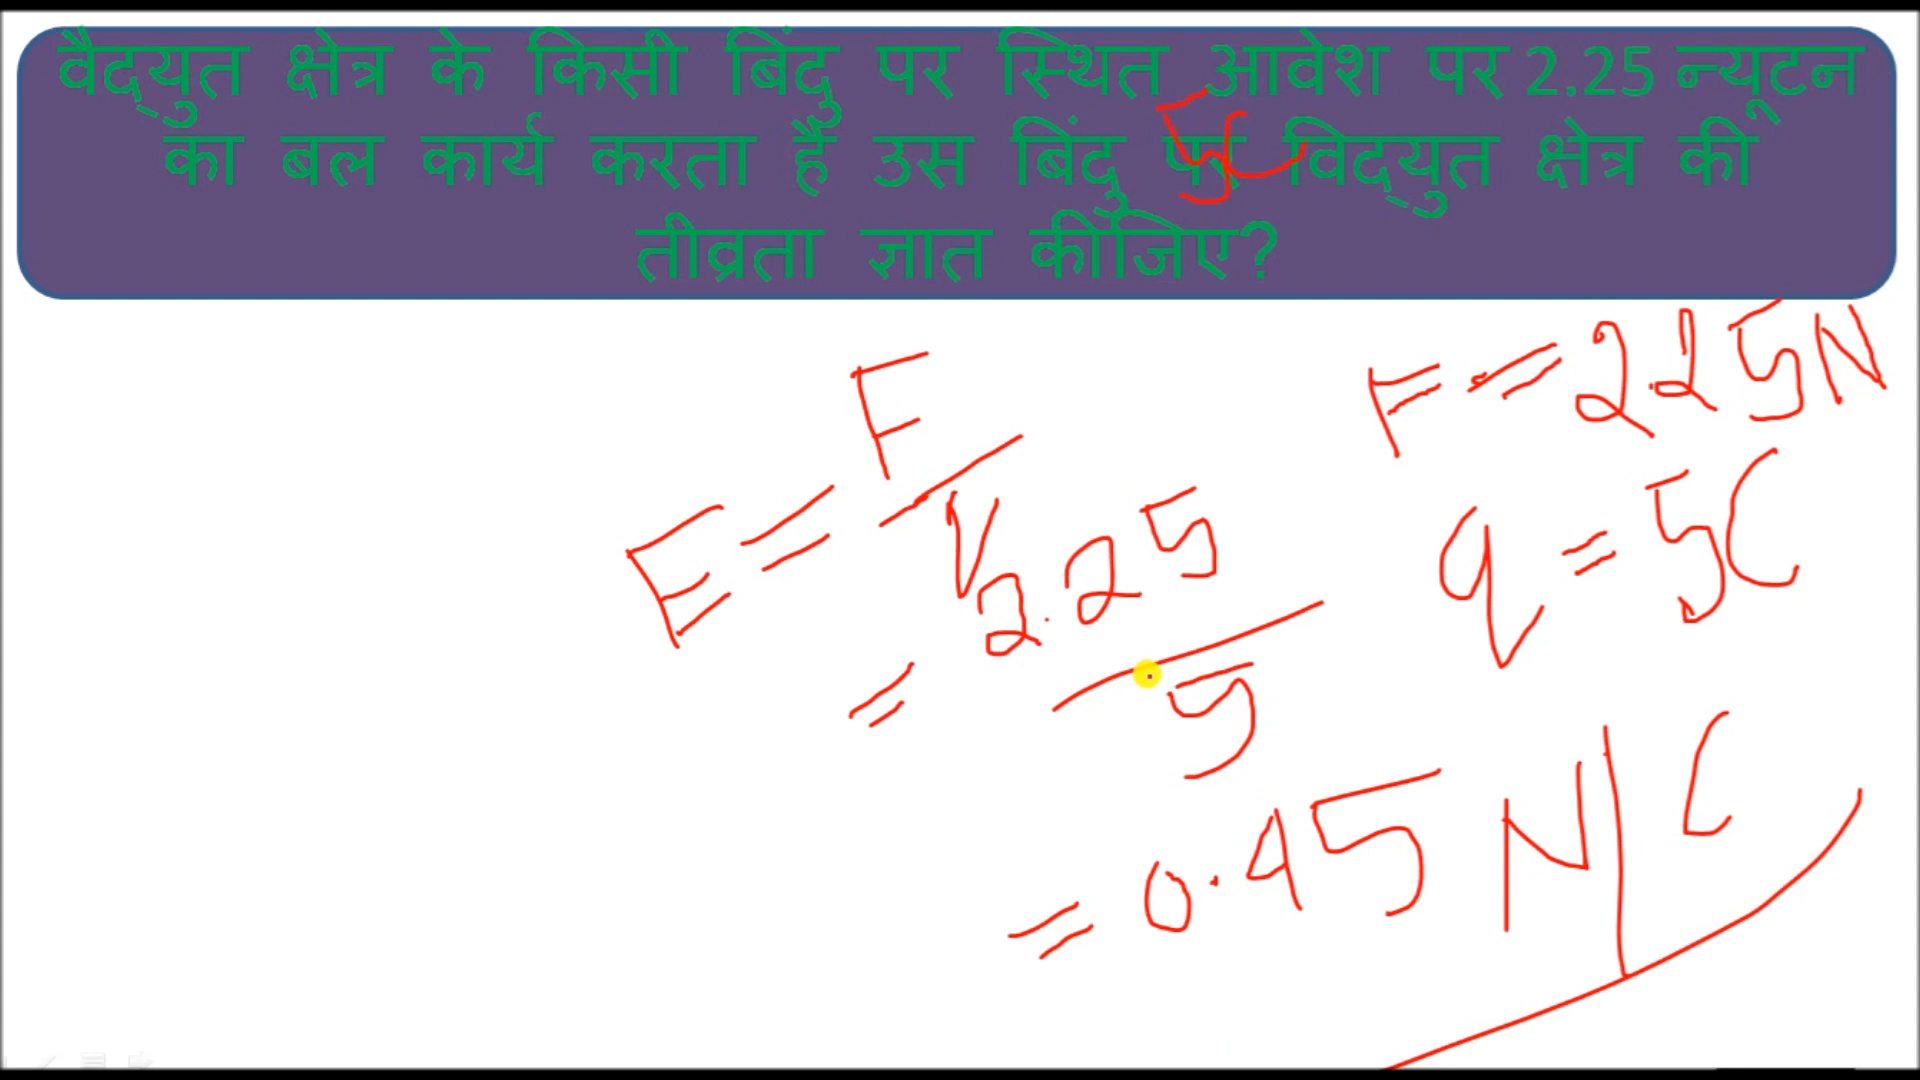 वैद्युत क्षेत्र के किसी बिंदु पर स्थित आवेश पर 2.25 न्यूटन
का बल कार्य करता है उस बिंदु पर विद्युत क्षेत्र की
तीव्रता ज्ञात कीजिए?
5C
F = 2.25N
q = 5C
E = F/q
= 2.25/5
= 0.45 N/C